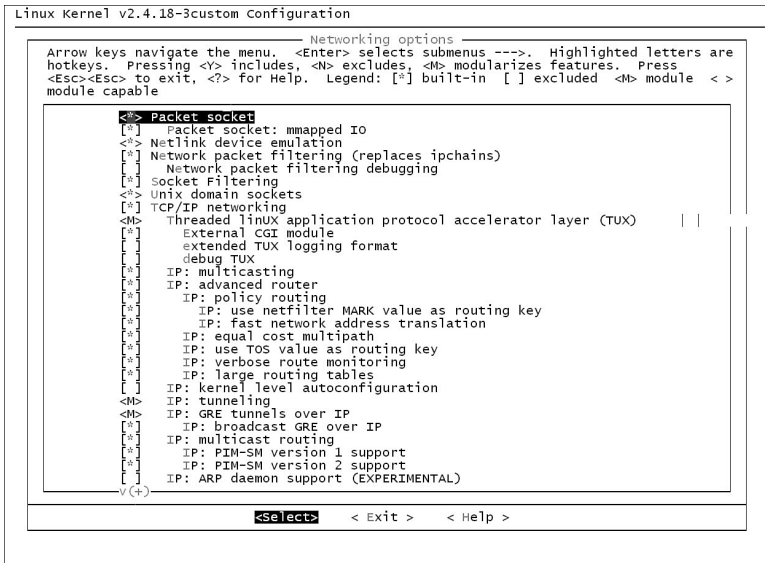 Linux Kernel v2.4.18-3custom Configuration
Networking options
Arrow keys navigate the menu.  <Enter> selects submenus --->.  Highlighted letters are
hotkeys.  Pressing <Y> includes, <N> excludes, <M> modularizes features.  Press
<Esc><Esc> to exit, <?> for Help.  Legend: [*] built-in  [ ] excluded  <M> module  < >
module capable
<*> Packet socket
[*]   Packet socket: mmapped IO
<*> Netlink device emulation
[*] Network packet filtering (replaces ipchains)
[ ]   Network packet filtering debugging
[*] Socket Filtering
<*> Unix domain sockets
[*] TCP/IP networking
<M>   Threaded linUX application protocol accelerator layer (TUX)
[*]     External CGI module
[ ]     extended TUX logging format
[ ]     debug TUX
[*]   IP: multicasting
[*]   IP: advanced router
[*]     IP: policy routing
[*]       IP: use netfilter MARK value as routing key
[*]       IP: fast network address translation
[*]     IP: equal cost multipath
[*]     IP: use TOS value as routing key
[*]     IP: verbose route monitoring
[*]     IP: large routing tables
[ ]   IP: kernel level autoconfiguration
<M>   IP: tunneling
<M>   IP: GRE tunnels over IP
[*]     IP: broadcast GRE over IP
[*]   IP: multicast routing
[*]     IP: PIM-SM version 1 support
[*]     IP: PIM-SM version 2 support
[ ]   IP: ARP daemon support (EXPERIMENTAL)
v(+)
<Select>    < Exit >    < Help >